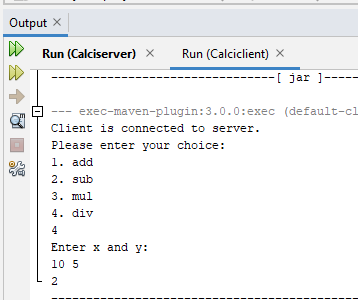 Output ×
Run (Calciserver) × Run (Calciclient) ×
--------------------------------[ jar ]-----
--- exec-maven-plugin:3.0.0:exec (default-cl
Client is connected to server.
Please enter your choice:
1. add
2. sub
3. mul
4. div
4
Enter x and y:
10 5
2
--------------------------------------------